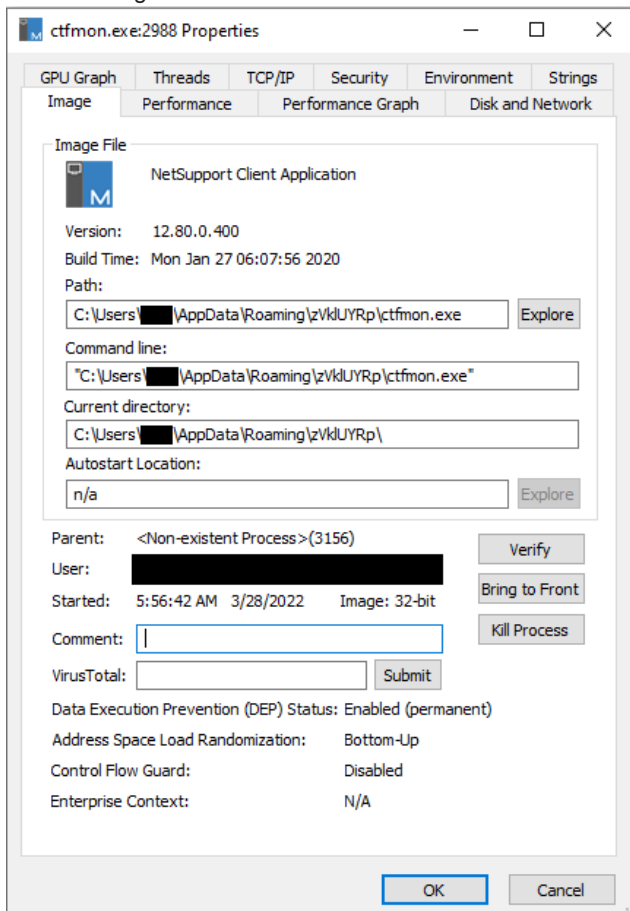 ctfmon.exe:2988 Properties
GPU Graph Threads TCP/IP Security Environment Strings
Image Performance Performance Graph Disk and Network
Image File
M NetSupport Client Application
Version: 12.80.0.400
Build Time: Mon Jan 27 06:07:56 2020
Path:
C:\Users\ \AppData\Roaming\zVklUYRp\ctfmon.exe Explore
Command line:
"C:\Users\ \AppData\Roaming\zVklUYRp\ctfmon.exe"
Current directory:
C:\Users\ \AppData\Roaming\zVklUYRp\
Autostart Location:
n/a Explore
Parent: <Non-existent Process>(3156) Verify
User:
Started: 5:56:42 AM 3/28/2022 Image: 32-bit Bring to Front
Comment: Kill Process
VirusTotal: Submit
Data Execution Prevention (DEP) Status: Enabled (permanent)
Address Space Load Randomization: Bottom-Up
Control Flow Guard: Disabled
Enterprise Context: N/A
OK Cancel